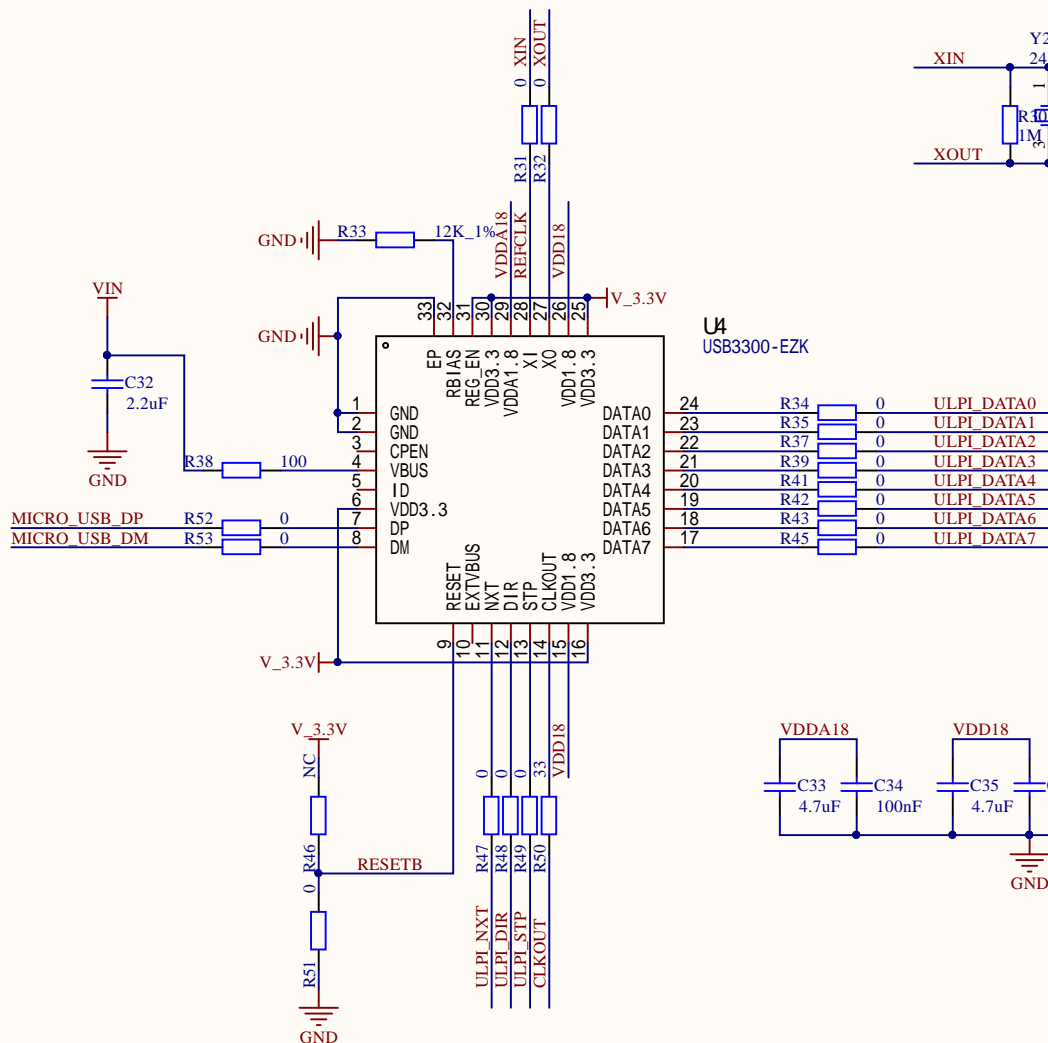 XIN
XOUT
0
0
R31
R32
XIN
XOUT
Y2
24
1
3
R30
1M
GND
R33
12K_1%
VDDA18
REFCLK
VDD18
V_3.3V
VIN
C32
2.2uF
GND
GND
33
32
31
30
29
28
27
26
25
EP
RBIAS
REG_EN
VDD3.3
VDDA1.8
XI
XO
VDD1.8
VDD3.3
U4
USB3300-EZK
1 GND
2 GND
3 CPEN
4 VBUS
5 ID
6 VDD3.3
7 DP
8 DM
R38 100
MICRO_USB_DP R52 0
MICRO_USB_DM R53 0
DATA0 24 R34 0 ULPI_DATA0
DATA1 23 R35 0 ULPI_DATA1
DATA2 22 R37 0 ULPI_DATA2
DATA3 21 R39 0 ULPI_DATA3
DATA4 20 R41 0 ULPI_DATA4
DATA5 19 R42 0 ULPI_DATA5
DATA6 18 R43 0 ULPI_DATA6
DATA7 17 R45 0 ULPI_DATA7
RESET
EXTVBUS
NXT
DIR
STP
CLKOUT
VDD1.8
VDD3.3
9
10
11
12
13
14
15
16
V_3.3V
V_3.3V
NC
R46
RESETB
0
R51
GND
0
0
0
33
VDD18
R47
R48
R49
R50
ULPI_NXT
ULPI_DIR
ULPI_STP
CLKOUT
VDDA18
VDD18
C33
4.7uF
C34
100nF
C35
4.7uF
GND